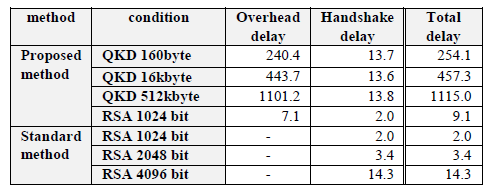 method condition Overhead delay Handshake delay Total delay
Proposed method QKD 160byte 240.4 13.7 254.1
QKD 16kbyte 443.7 13.6 457.3
QKD 512kbyte 1101.2 13.8 1115.0
RSA 1024 bit 7.1 2.0 9.1
Standard method RSA 1024 bit - 2.0 2.0
RSA 2048 bit - 3.4 3.4
RSA 4096 bit - 14.3 14.3